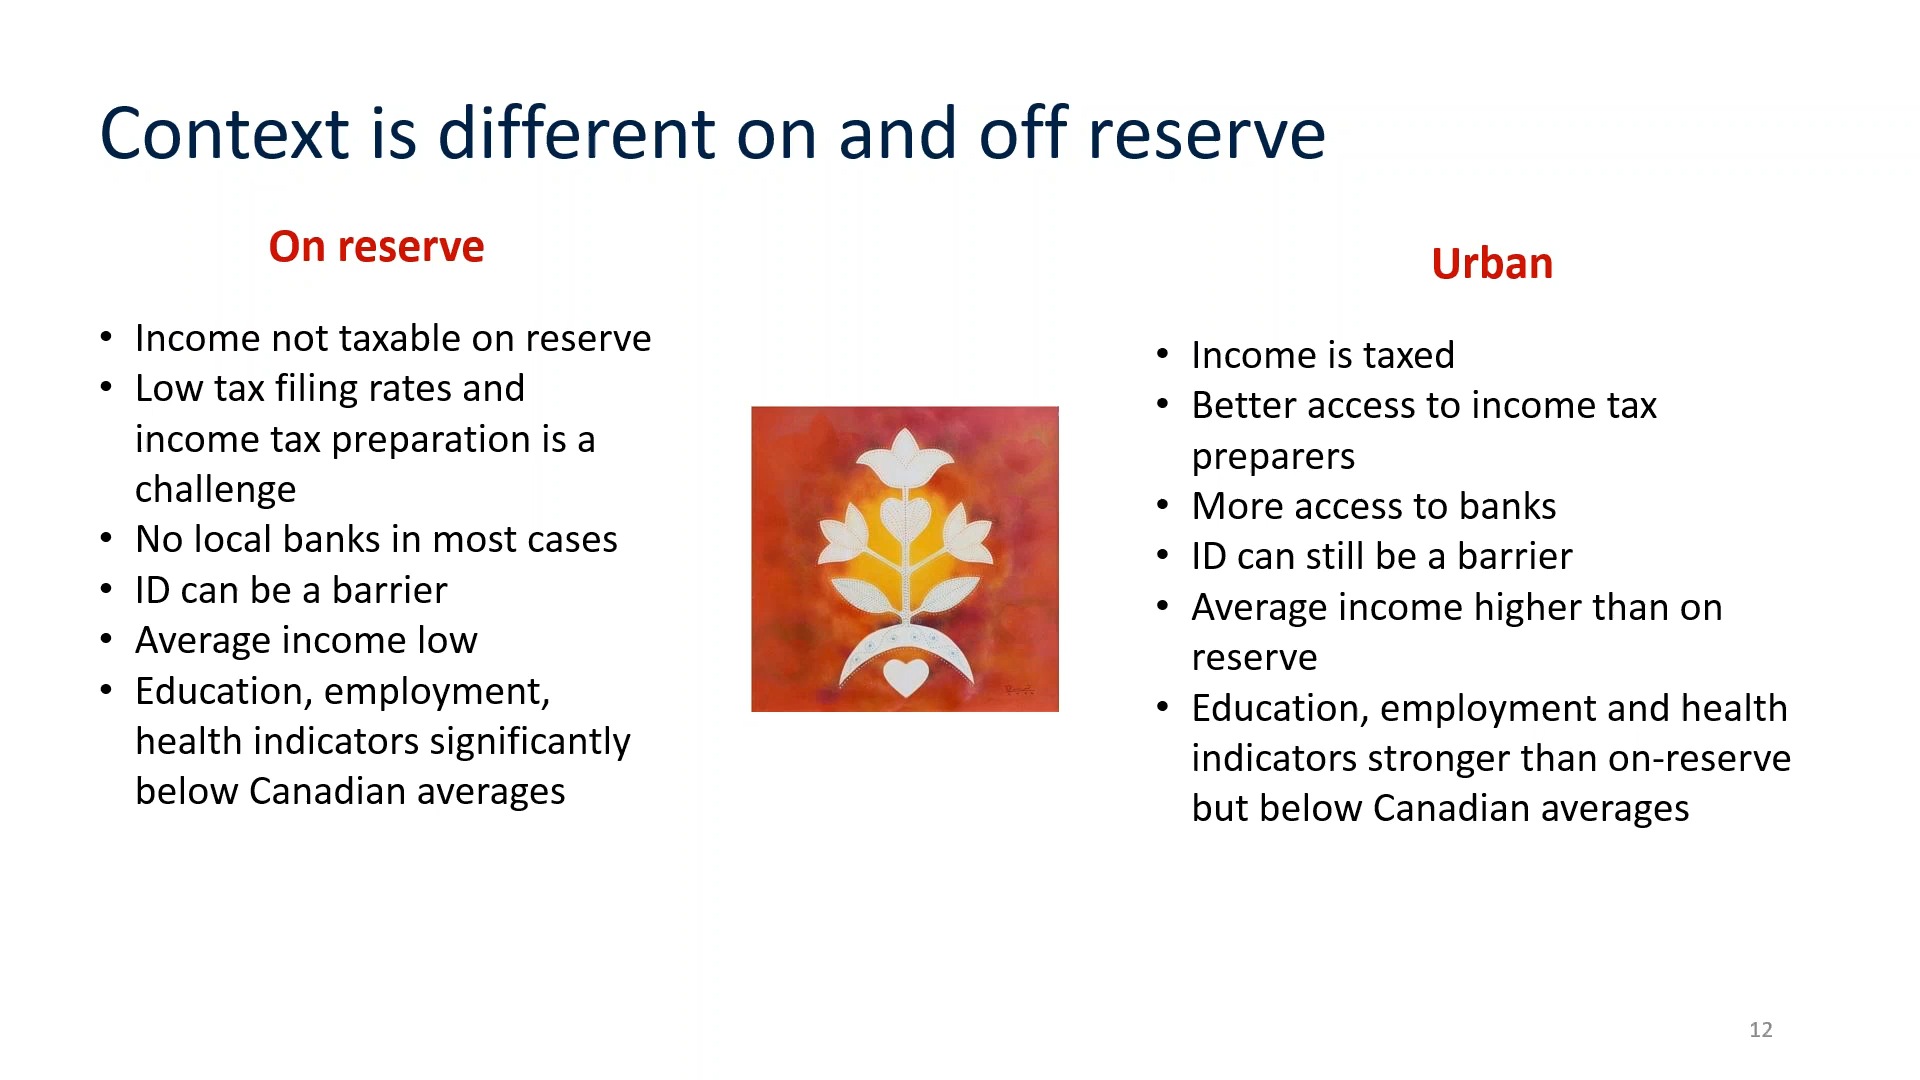 Context is different on and off reserve
On reserve
• Income not taxable on reserve
• Low tax filing rates and
income tax preparation is a
challenge
• No local banks in most cases
• ID can be a barrier
• Average income low
• Education, employment,
health indicators significantly
below Canadian averages
Urban
• Income is taxed
• Better access to income tax
preparers
• More access to banks
• ID can still be a barrier
• Average income higher than on
reserve
• Education, employment and health
indicators stronger than on-reserve
but below Canadian averages
12